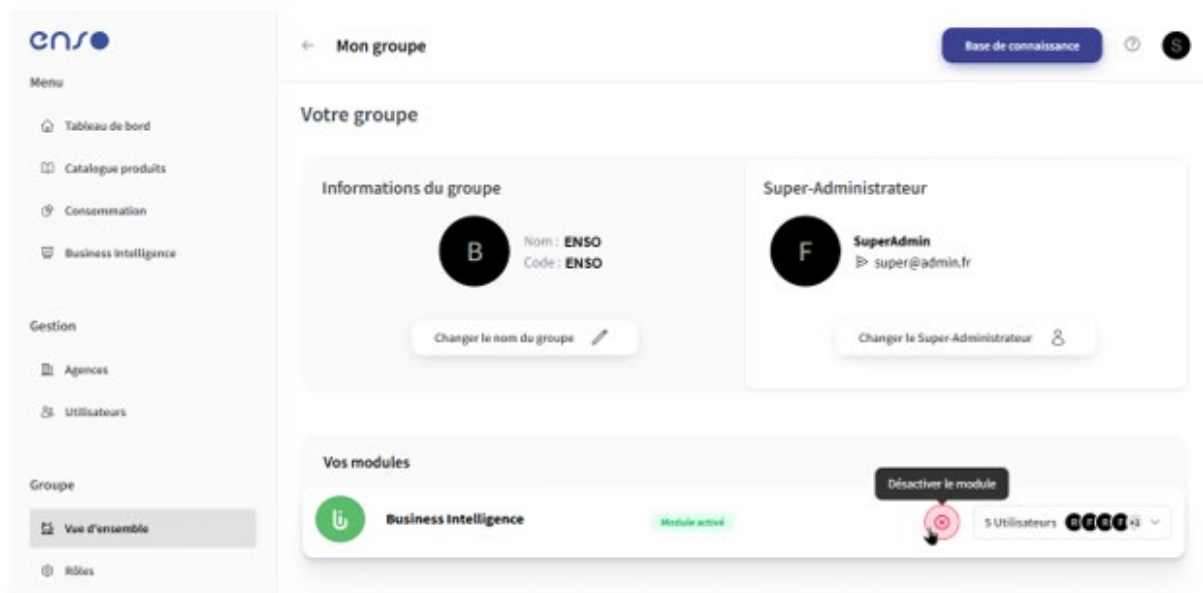 enso
Menu
Tableau de bord
Catalogue produits
Consommation
Business Intelligence
Gestion
Agences
Utilisateurs
Groupe
Vue d'ensemble
Rôles
← Mon groupe
Base de connaissance
?
S
Votre groupe
Informations du groupe
B
Nom : ENSO
Code : ENSO
Changer le nom du groupe
Super-Administrateur
F
SuperAdmin
super@admin.fr
Changer le Super-Administrateur
Vos modules
Désactiver le module
Business Intelligence
Module activé
5 Utilisateurs